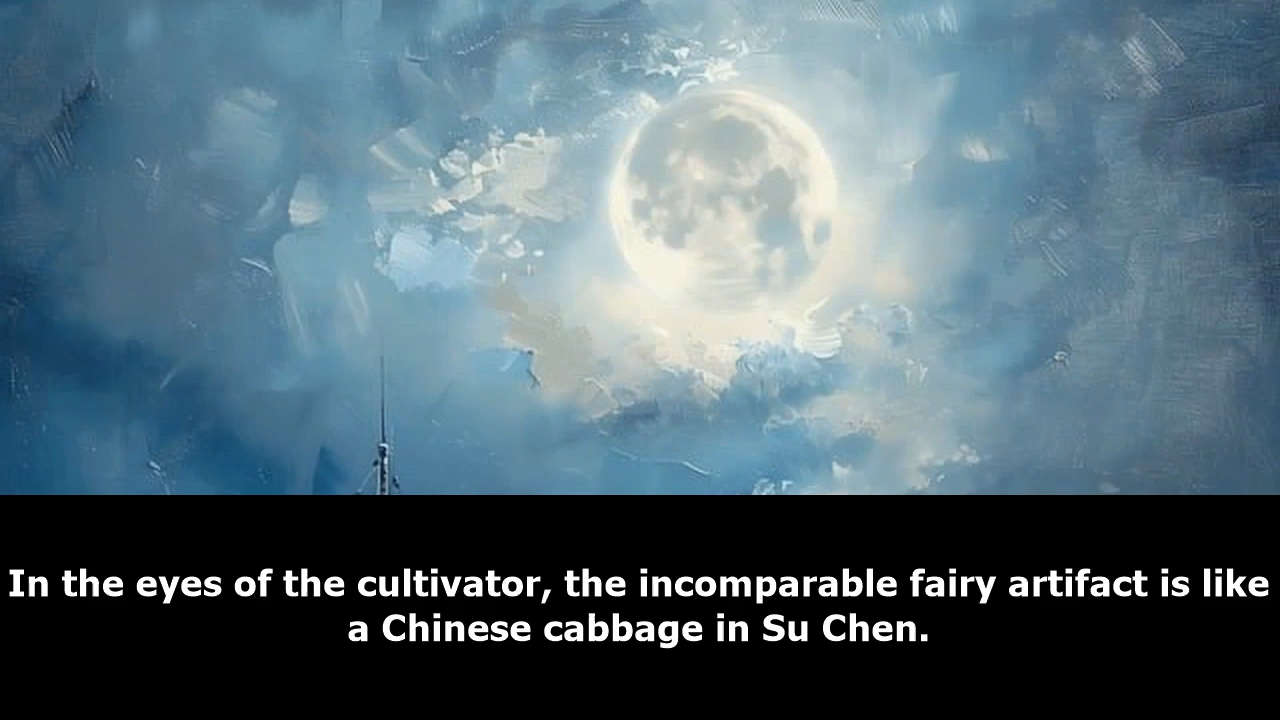 In the eyes of the cultivator, the incomparable fairy artifact is like
a Chinese cabbage in Su Chen.